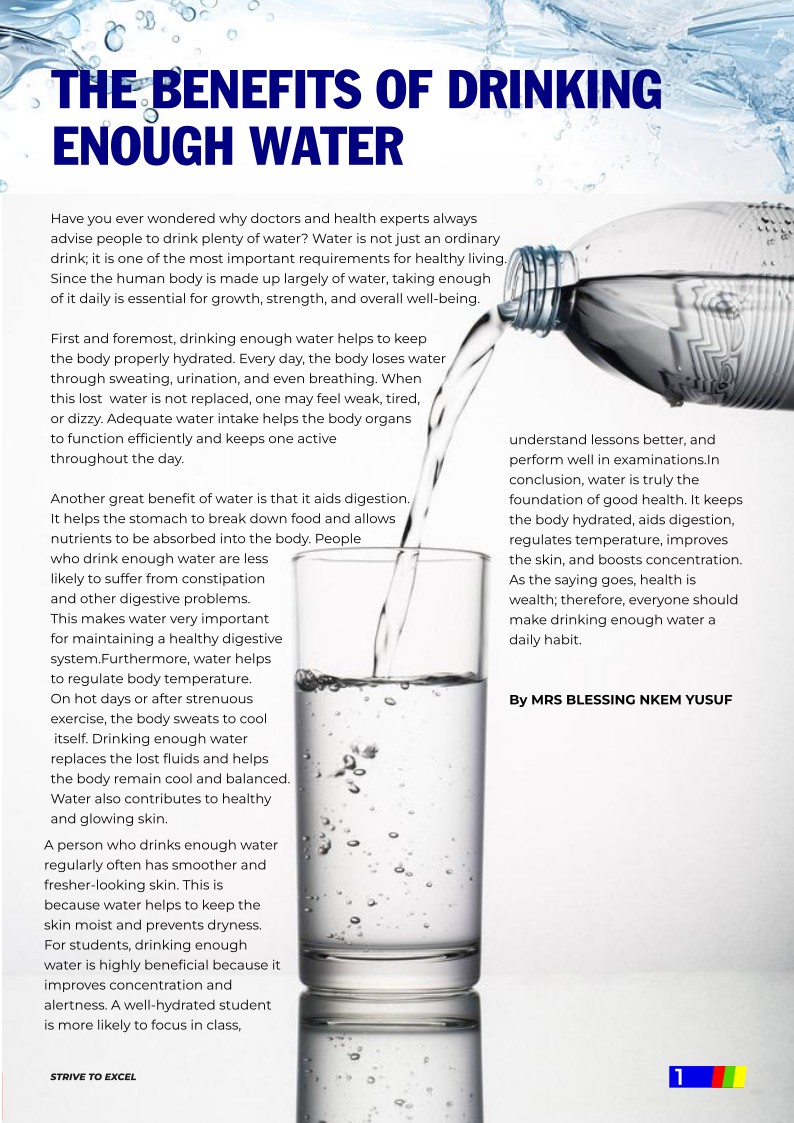 THE BENEFITS OF DRINKING
ENOUGH WATER
Have you ever wondered why doctors and health experts always
advise people to drink plenty of water? Water is not just an ordinary
drink; it is one of the most important requirements for healthy living.
Since the human body is made up largely of water, taking enough
of it daily is essential for growth, strength, and overall well-being.
First and foremost, drinking enough water helps to keep
the body properly hydrated. Every day, the body loses water
through sweating, urination, and even breathing. When
this lost  water is not replaced, one may feel weak, tired,
or dizzy. Adequate water intake helps the body organs
to function efficiently and keeps one active
throughout the day.
Another great benefit of water is that it aids digestion.
It helps the stomach to break down food and allows
nutrients to be absorbed into the body. People
who drink enough water are less
likely to suffer from constipation
and other digestive problems.
This makes water very important
for maintaining a healthy digestive
system.Furthermore, water helps
to regulate body temperature.
On hot days or after strenuous
exercise, the body sweats to cool
itself. Drinking enough water
replaces the lost fluids and helps
the body remain cool and balanced.
Water also contributes to healthy
and glowing skin.
A person who drinks enough water
regularly often has smoother and
fresher-looking skin. This is
because water helps to keep the
skin moist and prevents dryness.
For students, drinking enough
water is highly beneficial because it
improves concentration and
alertness. A well-hydrated student
is more likely to focus in class,
understand lessons better, and
perform well in examinations.In
conclusion, water is truly the
foundation of good health. It keeps
the body hydrated, aids digestion,
regulates temperature, improves
the skin, and boosts concentration.
As the saying goes, health is
wealth; therefore, everyone should
make drinking enough water a
daily habit.
By MRS BLESSING NKEM YUSUF
STRIVE TO EXCEL
1